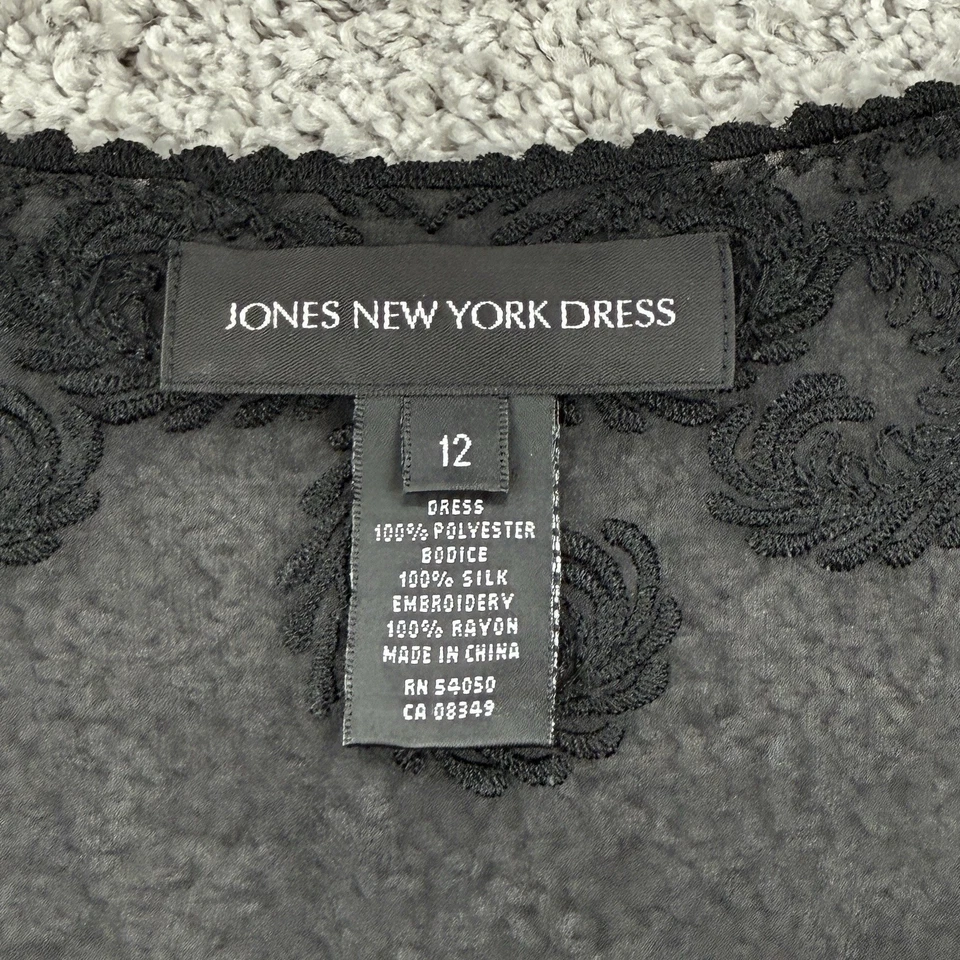 JONES NEW YORK DRESS
12
DRESS
100% POLYESTER
BODICE
100% SILK
EMBROIDERY
100% RAYON
MADE IN CHINA
RN 54050
CA 08349